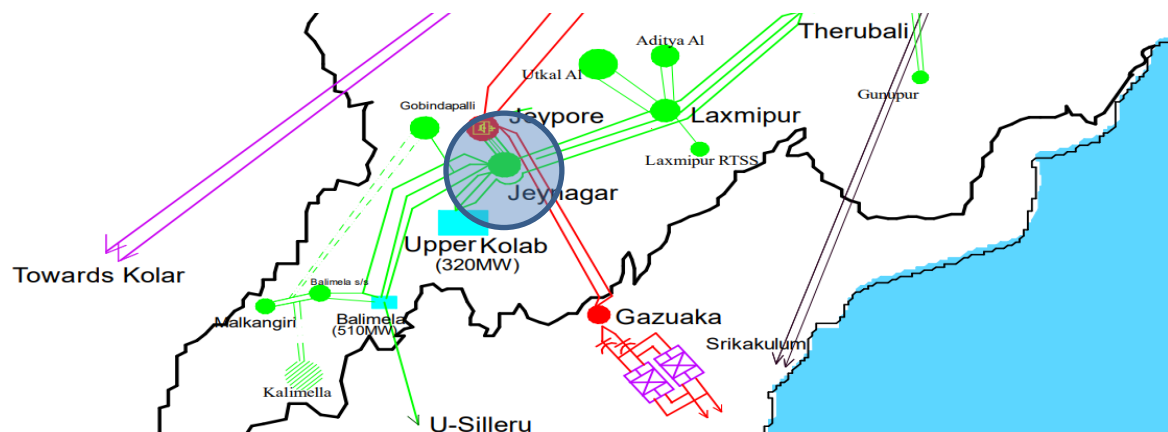 Therubali
Aditya Al
Utkal Al
Gunupur
Gobindapalli
Jeypore
Laxmipur
Laxmipur RTSS
Jeynagar
Upper Kolab
(320MW)
Towards Kolar
Balimela s/s
Malkangiri
Balimela
(510MW)
Gazuaka
Srikakulum
Kalimella
U-Silleru